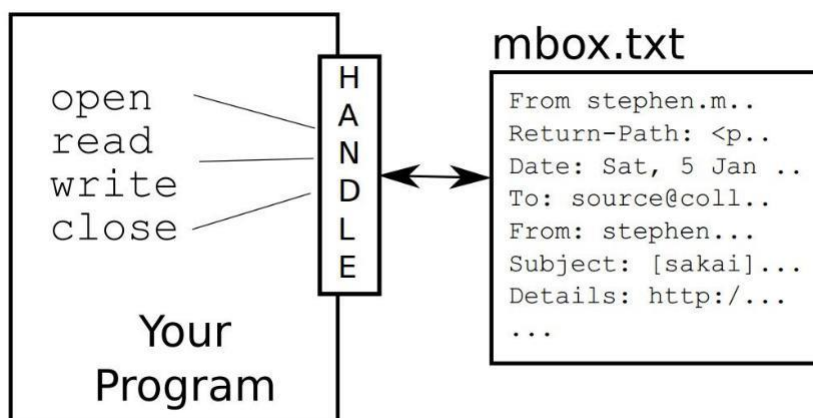 open
read
write
close
Your
Program
HANDLE
mbox.txt
From stephen.m..
Return-Path: <p..
Date: Sat, 5 Jan ..
To: source@coll..
From: stephen...
Subject: [sakai]...
Details: http:/...
...